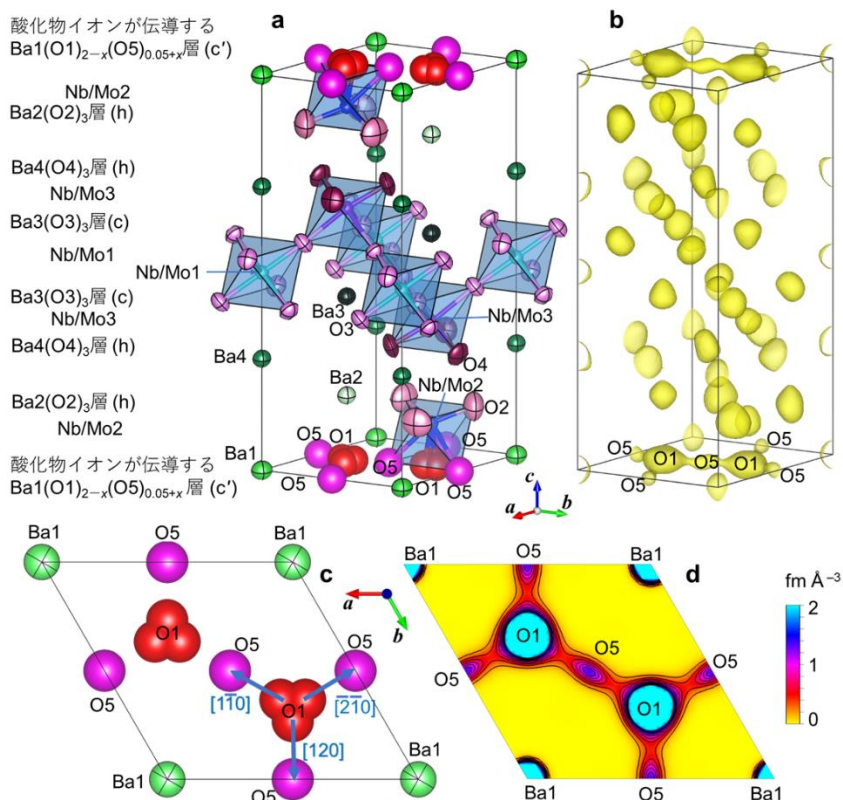 酸化物イオンが伝導する
Ba1(O1)₂₋ₓ(O5)₀.₀₅₊ₓ層 (c′)
Nb/Mo2
Ba2(O2)₃層 (h)
Ba4(O4)₃層 (h)
Nb/Mo3
Ba3(O3)₃層 (c)
Nb/Mo1
Ba3(O3)₃層 (c)
Nb/Mo3
Ba4(O4)₃層 (h)
Ba2(O2)₃層 (h)
Nb/Mo2
酸化物イオンが伝導する
Ba1(O1)₂₋ₓ(O5)₀.₀₅₊ₓ層 (c′)
a
Nb/Mo1
Ba3
O3
Nb/Mo3
Ba4
O4
Ba2
Nb/Mo2
O2
Ba1
O5
O1
O5
O5
O5
O1
O5
c
a
b
b
O5
O1
O5
O1
O5
O5
Ba1
O5
Ba1
c
O1
O5
O5
O5
[11̄0]
O1
[2̄1̄0]
[120]
Ba1
O5
Ba1
a
b
Ba1
O5
Ba1
d
O1
O5
O5
O5
O1
Ba1
O5
Ba1
fm Å⁻³
2
1
0